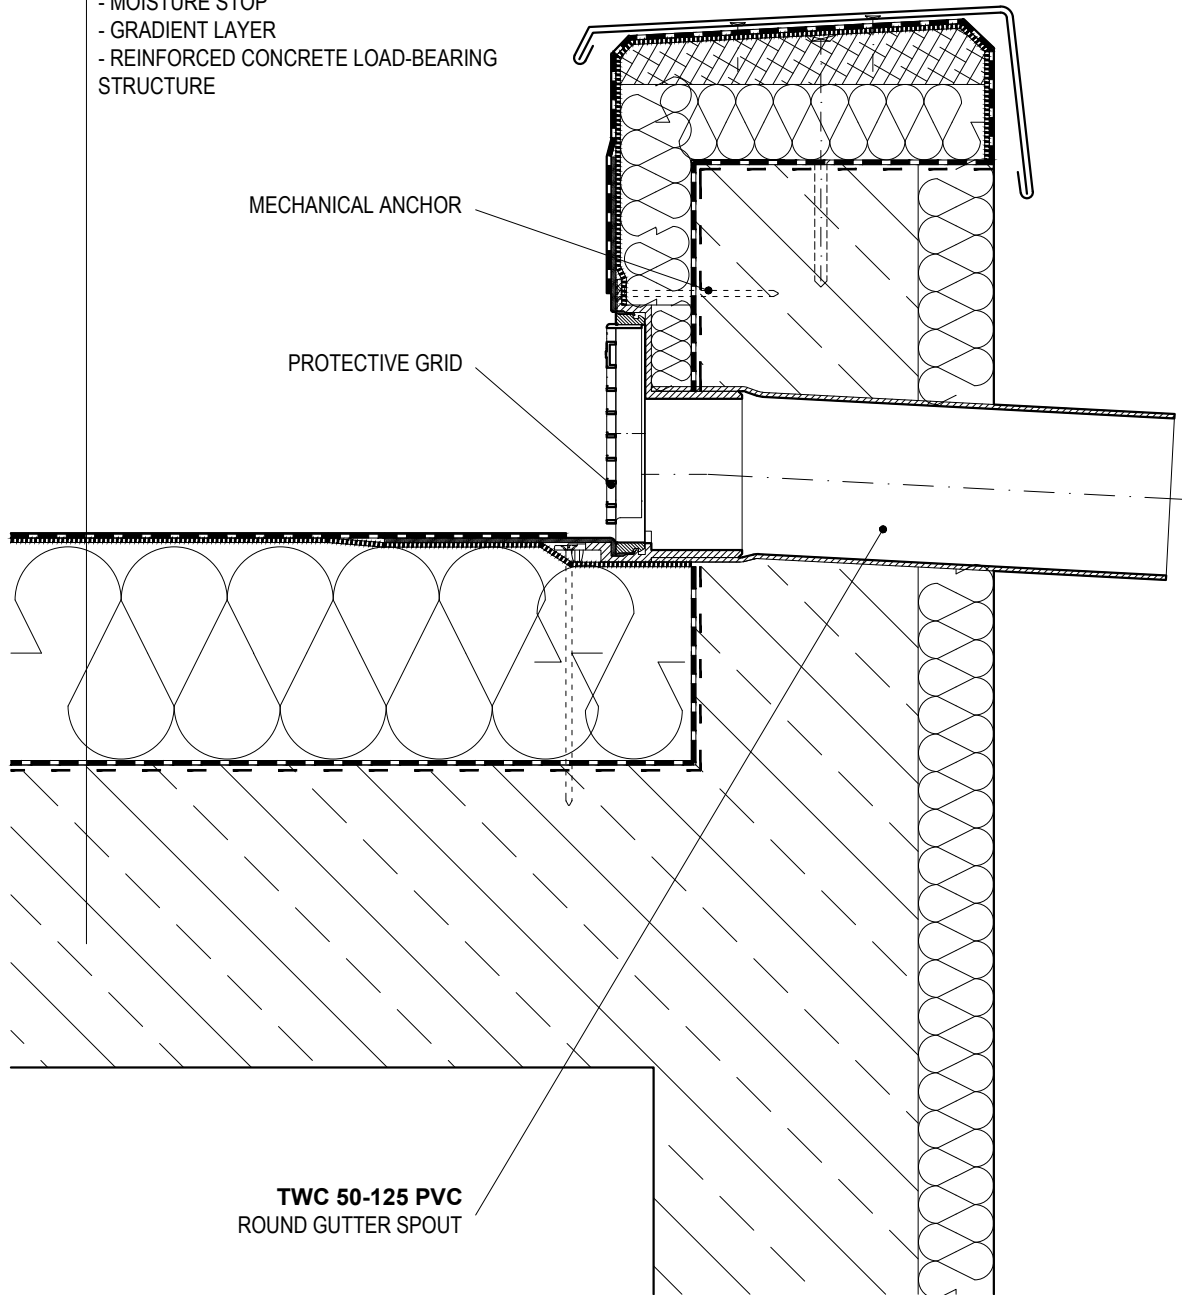 - MOISTURE STOP
- GRADIENT LAYER
- REINFORCED CONCRETE LOAD-BEARING
STRUCTURE
MECHANICAL ANCHOR
PROTECTIVE GRID
TWC 50-125 PVC
ROUND GUTTER SPOUT